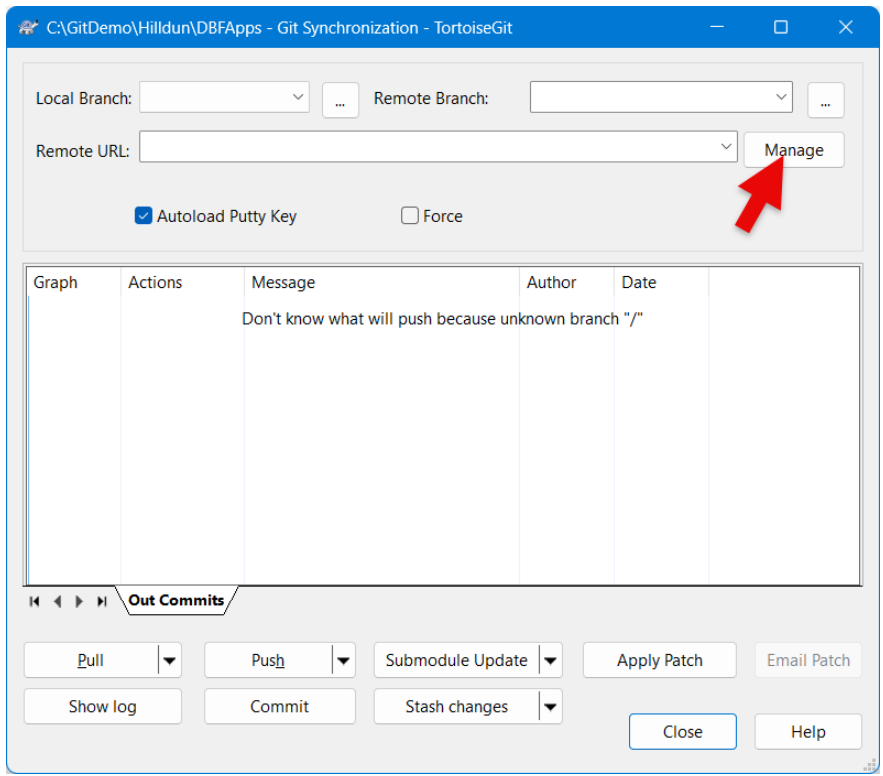 C:\GitDemo\Hilldun\DBFApps - Git Synchronization - TortoiseGit
Local Branch: ... Remote Branch: ...
Remote URL: Manage
Autoload Putty Key Force
Graph Actions Message Author Date
Don't know what will push because unknown branch "/"
Out Commits
Pull Push Submodule Update Apply Patch Email Patch
Show log Commit Stash changes
Close Help